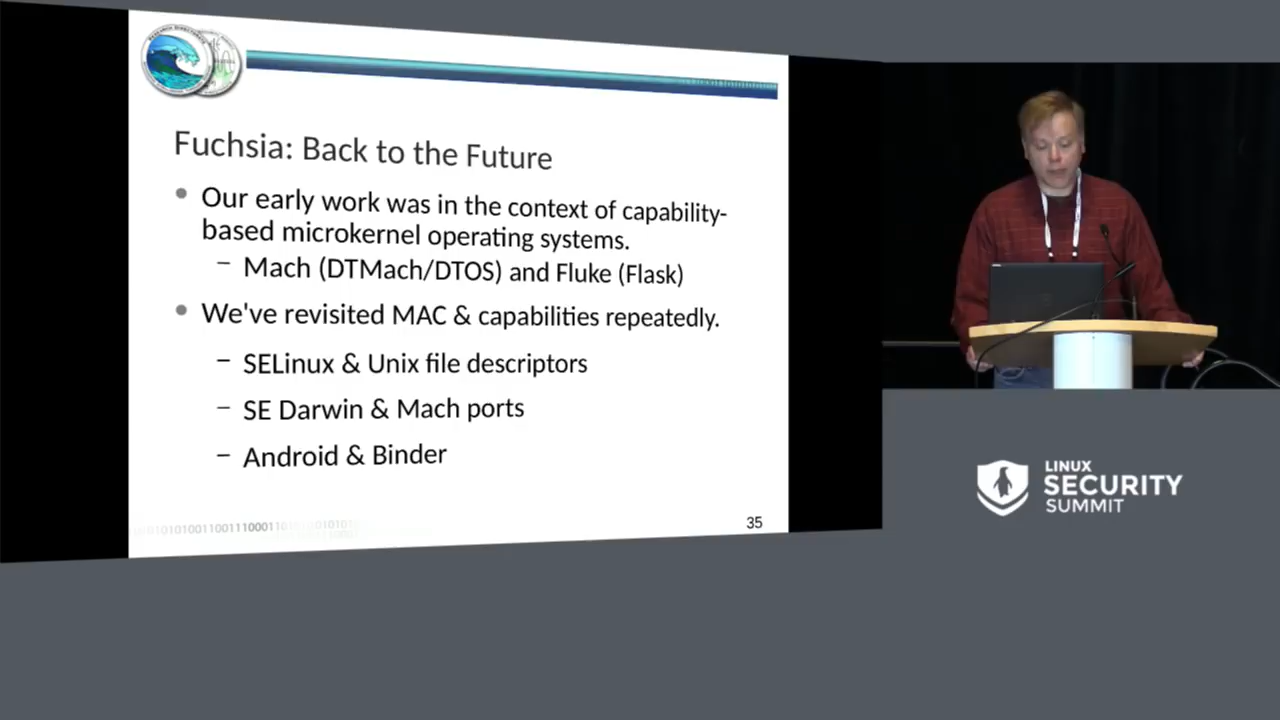 Fuchsia: Back to the Future
Our early work was in the context of capability-
based microkernel operating systems.
– Mach (DTMach/DTOS) and Fluke (Flask)
We've revisited MAC & capabilities repeatedly.
– SELinux & Unix file descriptors
– SE Darwin & Mach ports
– Android & Binder
35
LINUX
SECURITY
SUMMIT